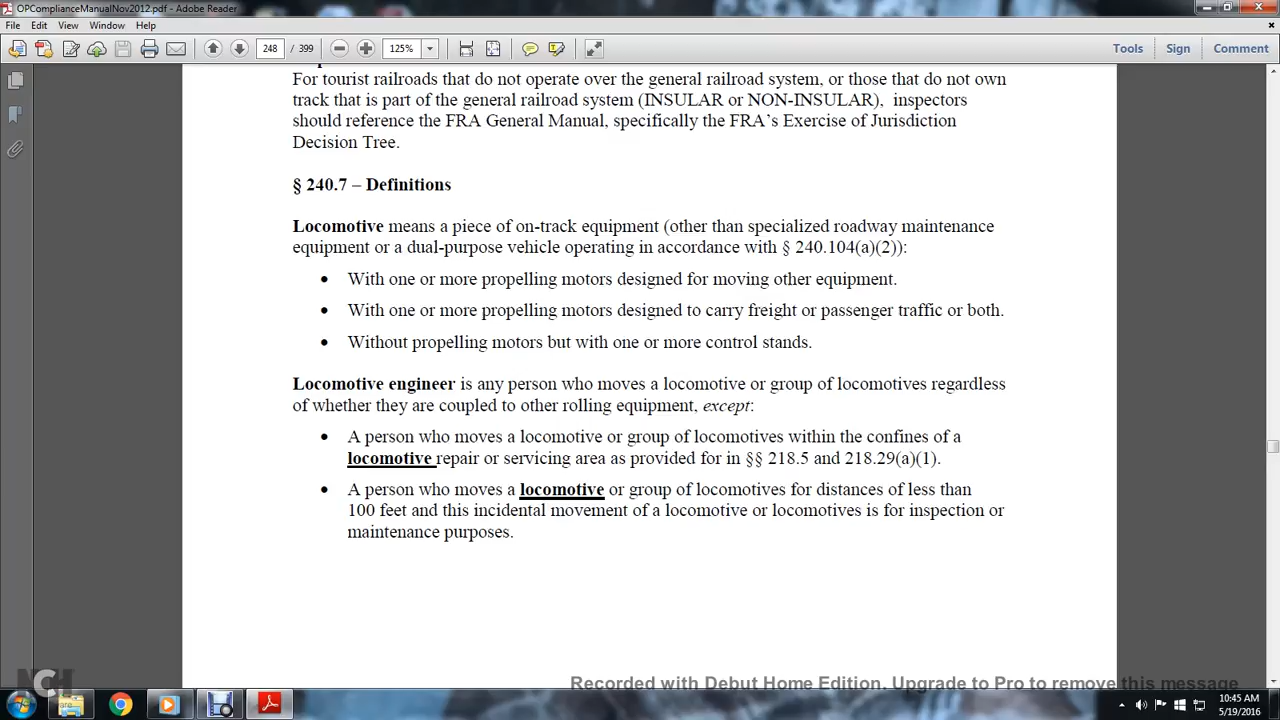 OPComplianceManualNov2012.pdf - Adobe Reader
File Edit View Window Help
248 / 399 125% Tools Sign Comment
For tourist railroads that do not operate over the general railroad system, or those that do not own
track that is part of the general railroad system (INSULAR or NON-INSULAR), inspectors
should reference the FRA General Manual, specifically the FRA's Exercise of Jurisdiction
Decision Tree.
§ 240.7 – Definitions
Locomotive means a piece of on-track equipment (other than specialized roadway maintenance
equipment or a dual-purpose vehicle operating in accordance with § 240.104(a)(2)):
• With one or more propelling motors designed for moving other equipment.
• With one or more propelling motors designed to carry freight or passenger traffic or both.
• Without propelling motors but with one or more control stands.
Locomotive engineer is any person who moves a locomotive or group of locomotives regardless
of whether they are coupled to other rolling equipment, except:
• A person who moves a locomotive or group of locomotives within the confines of a
locomotive repair or servicing area as provided for in §§ 218.5 and 218.29(a)(1).
• A person who moves a locomotive or group of locomotives for distances of less than
100 feet and this incidental movement of a locomotive or locomotives is for inspection or
maintenance purposes.
Recorded with Debut Home Edition. Upgrade to Pro to remove this message
NCH
10:45 AM
5/19/2016